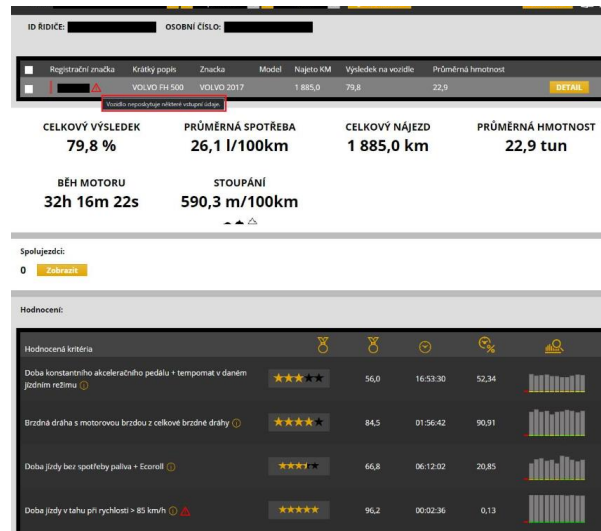 ID ŘIDIČE: OSOBNÍ ČÍSLO:
Registrační značka Krátký popis Znacka Model Najeto KM Výsledek na vozidle Průměrná hmotnost
VOLVO FH 500 VOLVO 2017 1 885,0 79,8 22,9 DETAIL
Vozidlo neposkytuje některé vstupní údaje.
CELKOVÝ VÝSLEDEK PRŮMĚRNÁ SPOTŘEBA CELKOVÝ NÁJEZD PRŮMĚRNÁ HMOTNOST
79,8 % 26,1 l/100km 1 885,0 km 22,9 tun
BĚH MOTORU STOUPÁNÍ
32h 16m 22s 590,3 m/100km
Spolujezdci:
0 Zobrazit
Hodnocení:
Hodnocená kritéria
Doba konstantního akceleračního pedálu + tempomat v daném
jízdním režimu 56,0 16:53:30 52,34
Brzdná dráha s motorovou brzdou z celkové brzdné dráhy 84,5 01:56:42 90,91
Doba jízdy bez spotřeby paliva + Ecoroll 66,8 06:12:02 20,85
Doba jízdy v tahu při rychlosti > 85 km/h 96,2 00:02:36 0,13